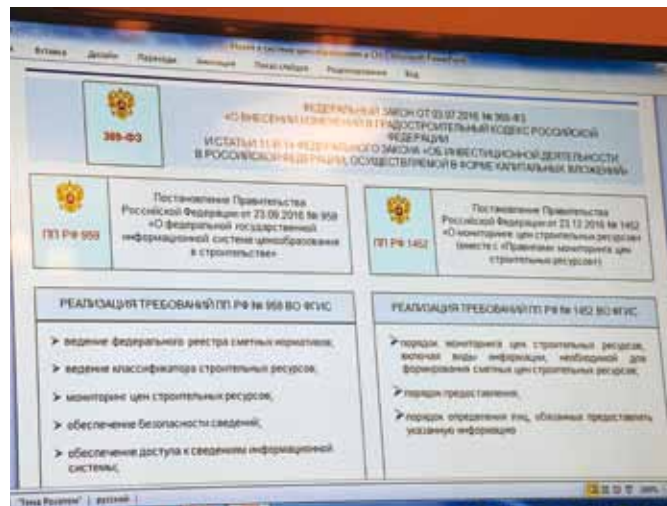 Вставка Дизайн Переходы Анимация Показ слайдов Рецензирование Вид
369-ФЗ
ФЕДЕРАЛЬНЫЙ ЗАКОН ОТ 03.07.2016 № 369-ФЗ
«О ВНЕСЕНИИ ИЗМЕНЕНИЙ В ГРАДОСТРОИТЕЛЬНЫЙ КОДЕКС РОССИЙСКОЙ
ФЕДЕРАЦИИ
И СТАТЬИ 11 И 14 ФЕДЕРАЛЬНОГО ЗАКОНА «ОБ ИНВЕСТИЦИОННОЙ ДЕЯТЕЛЬНОСТИ
В РОССИЙСКОЙ ФЕДЕРАЦИИ, ОСУЩЕСТВЛЯЕМОЙ В ФОРМЕ КАПИТАЛЬНЫХ ВЛОЖЕНИЙ»
ПП РФ 959
Постановление Правительства
Российской Федерации от 23.09.2016 № 959
«О федеральной государственной
информационной системе ценообразования
в строительстве»
ПП РФ 1452
Постановление Правительства
Российской Федерации от 23.12.2016 № 1452
«О мониторинге цен строительных ресурсов»
(вместе с «Правилами мониторинга цен
строительных ресурсов»)
РЕАЛИЗАЦИЯ ТРЕБОВАНИЙ ПП РФ № 959 ВО ФГИС
➤ ведение федерального реестра сметных нормативов;
➤ ведение классификатора строительных ресурсов;
➤ мониторинг цен строительных ресурсов;
➤ обеспечение безопасности сведений;
➤ обеспечение доступа к сведениям информационной
системы;
РЕАЛИЗАЦИЯ ТРЕБОВАНИЙ ПП РФ № 1452 ВО ФГИС
➤ порядок мониторинга цен строительных ресурсов,
включая виды информации, необходимой для
формирования сметных цен строительных ресурсов;
➤ порядок предоставления;
➤ порядок определения лиц, обязанных предоставлять
указанную информацию
русский